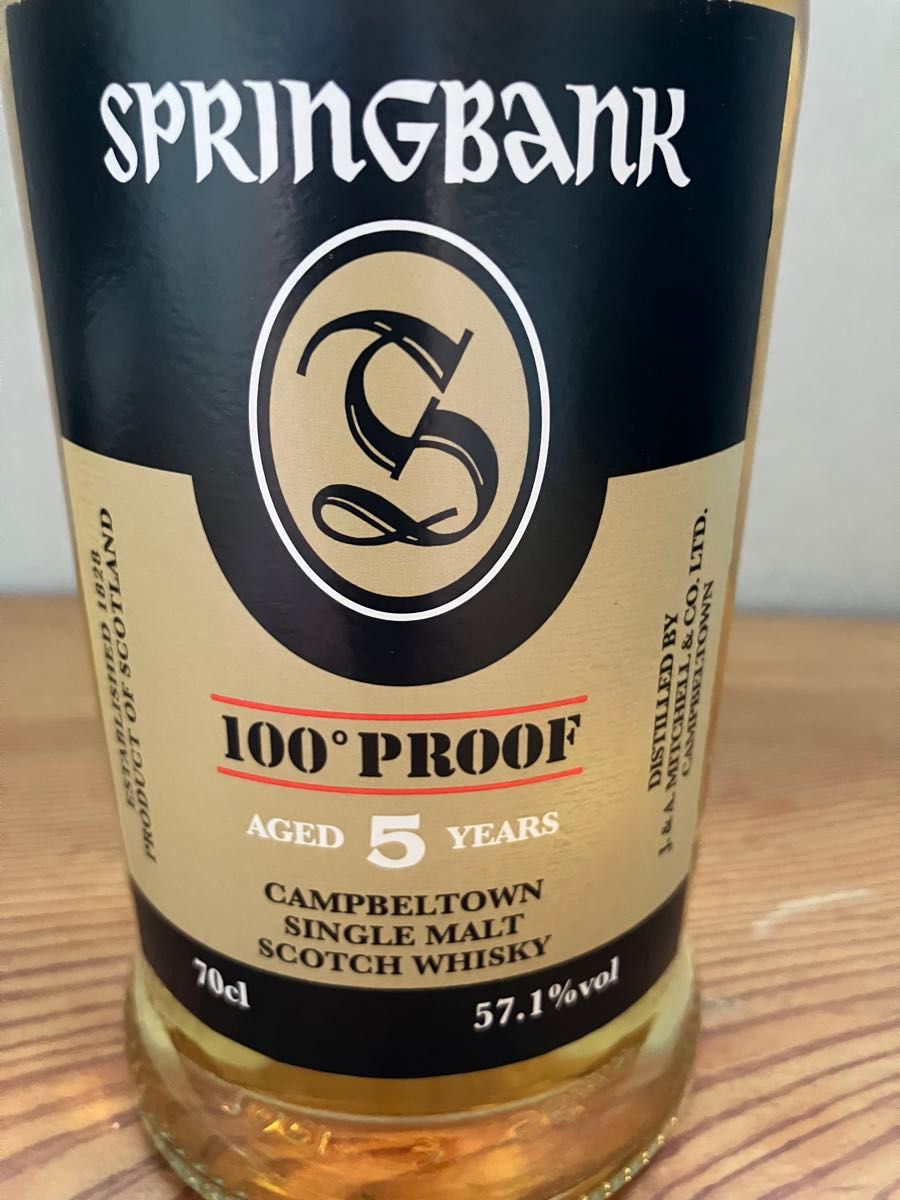 SPRINGBANK
S
ESTABLISHED 1828
PRODUCT OF SCOTLAND
100° PROOF
AGED 5 YEARS
CAMPBELTOWN
SINGLE MALT
SCOTCH WHISKY
DISTILLED BY
J. & A. MITCHELL & CO. LTD.
CAMPBELTOWN
70cl
57.1%vol